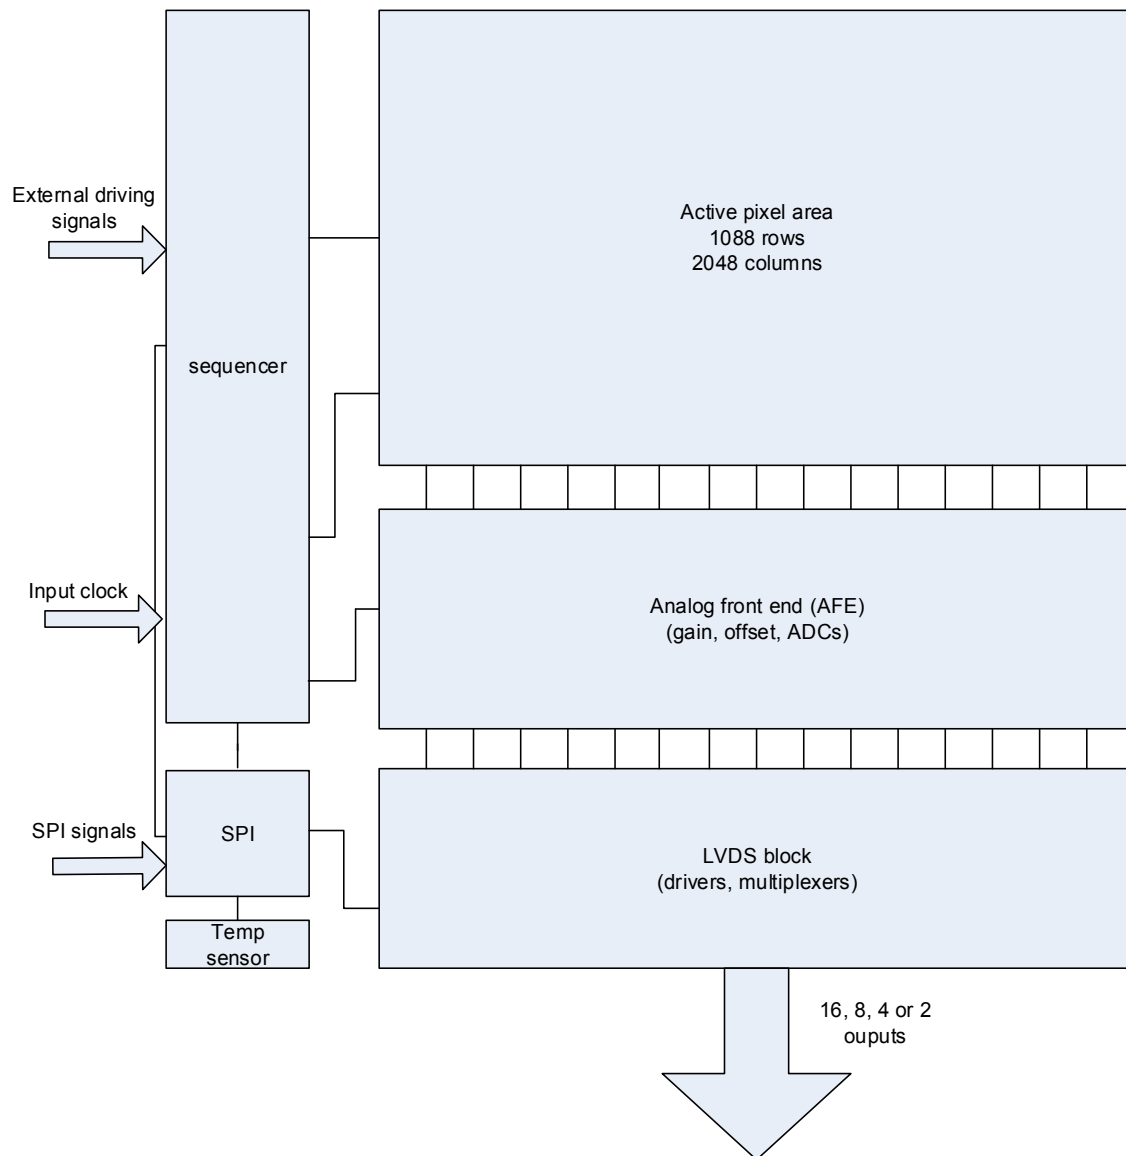 External driving
signals
Active pixel area
1088 rows
2048 columns
sequencer
Input clock
Analog front end (AFE)
(gain, offset, ADCs)
SPI signals
SPI
LVDS block
(drivers, multiplexers)
Temp
sensor
16, 8, 4 or 2
ouputs